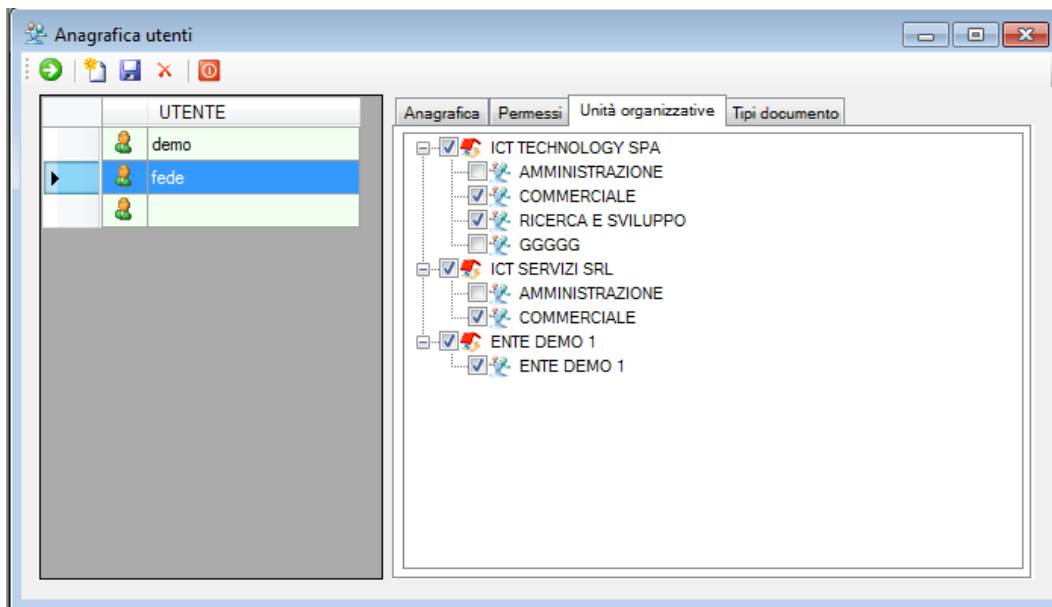 Anagrafica utenti
UTENTE
demo
fede
Anagrafica Permessi Unità organizzative Tipi documento
ICT TECHNOLOGY SPA
AMMINISTRAZIONE
COMMERCIALE
RICERCA E SVILUPPO
GGGGG
ICT SERVIZI SRL
AMMINISTRAZIONE
COMMERCIALE
ENTE DEMO 1
ENTE DEMO 1